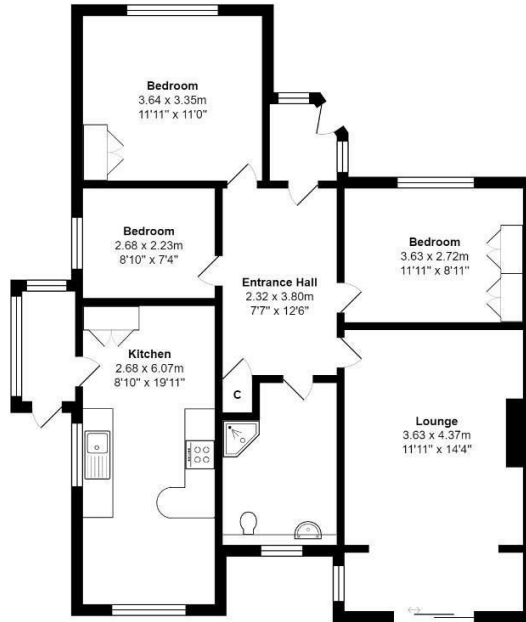 Bedroom
3.64 x 3.35m
11'11" x 11'0"
Bedroom
2.68 x 2.23m
8'10" x 7'4"
Bedroom
3.63 x 2.72m
11'11" x 8'11"
Entrance Hall
2.32 x 3.80m
7'7" x 12'6"
Kitchen
2.68 x 6.07m
8'10" x 19'11"
C
Lounge
3.63 x 4.37m
11'11" x 14'4"